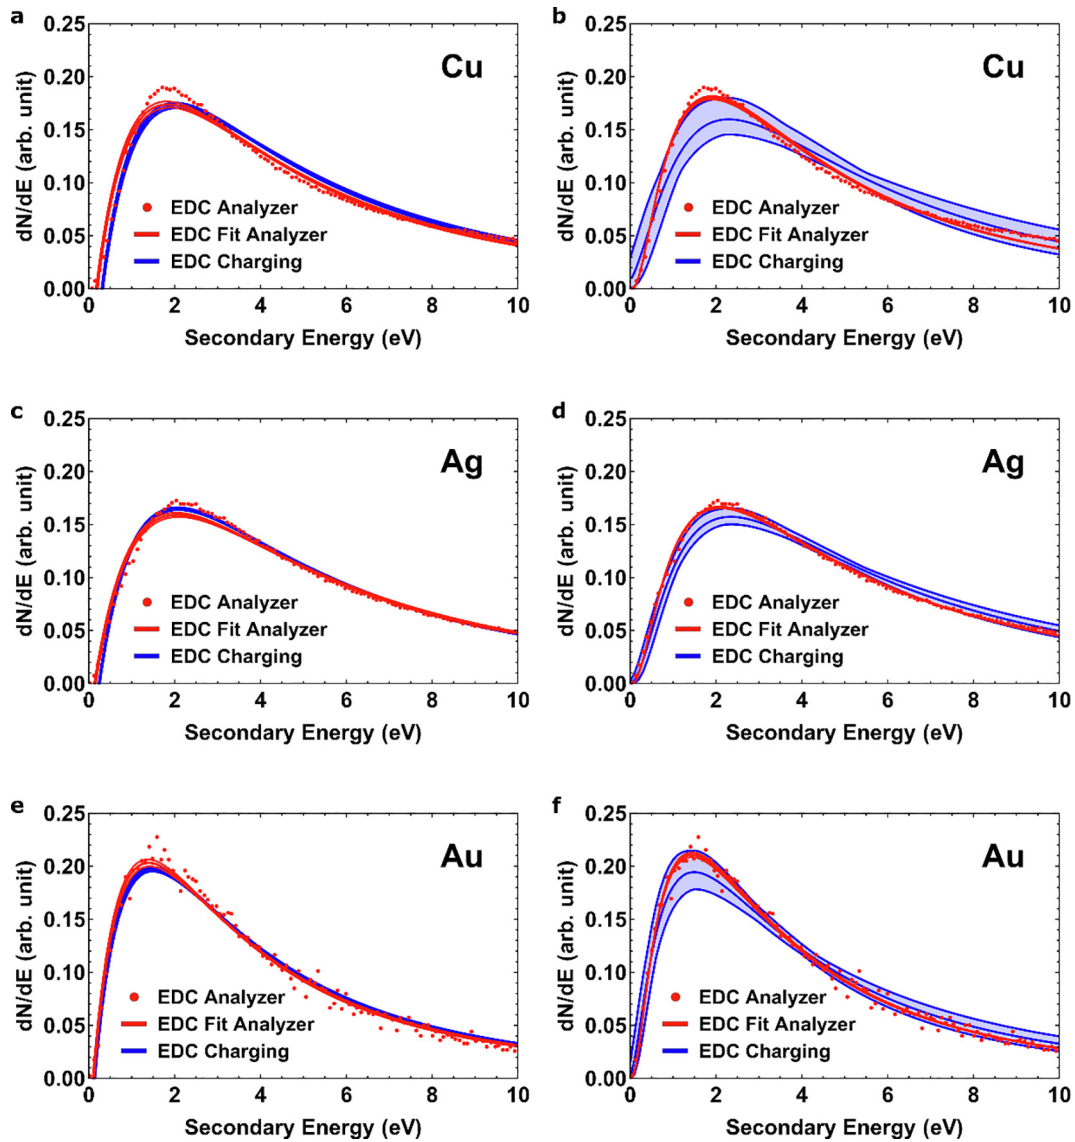 a
0.25
0.20
0.15
0.10
0.05
0.00
dN/dE (arb. unit)
Cu
EDC Analyzer
EDC Fit Analyzer
EDC Charging
0 2 4 6 8 10
Secondary Energy (eV)
b
0.25
0.20
0.15
0.10
0.05
0.00
dN/dE (arb. unit)
Cu
EDC Analyzer
EDC Fit Analyzer
EDC Charging
0 2 4 6 8 10
Secondary Energy (eV)
c
0.25
0.20
0.15
0.10
0.05
0.00
dN/dE (arb. unit)
Ag
EDC Analyzer
EDC Fit Analyzer
EDC Charging
0 2 4 6 8 10
Secondary Energy (eV)
d
0.25
0.20
0.15
0.10
0.05
0.00
dN/dE (arb. unit)
Ag
EDC Analyzer
EDC Fit Analyzer
EDC Charging
0 2 4 6 8 10
Secondary Energy (eV)
e
0.25
0.20
0.15
0.10
0.05
0.00
dN/dE (arb. unit)
Au
EDC Analyzer
EDC Fit Analyzer
EDC Charging
0 2 4 6 8 10
Secondary Energy (eV)
f
0.25
0.20
0.15
0.10
0.05
0.00
dN/dE (arb. unit)
Au
EDC Analyzer
EDC Fit Analyzer
EDC Charging
0 2 4 6 8 10
Secondary Energy (eV)